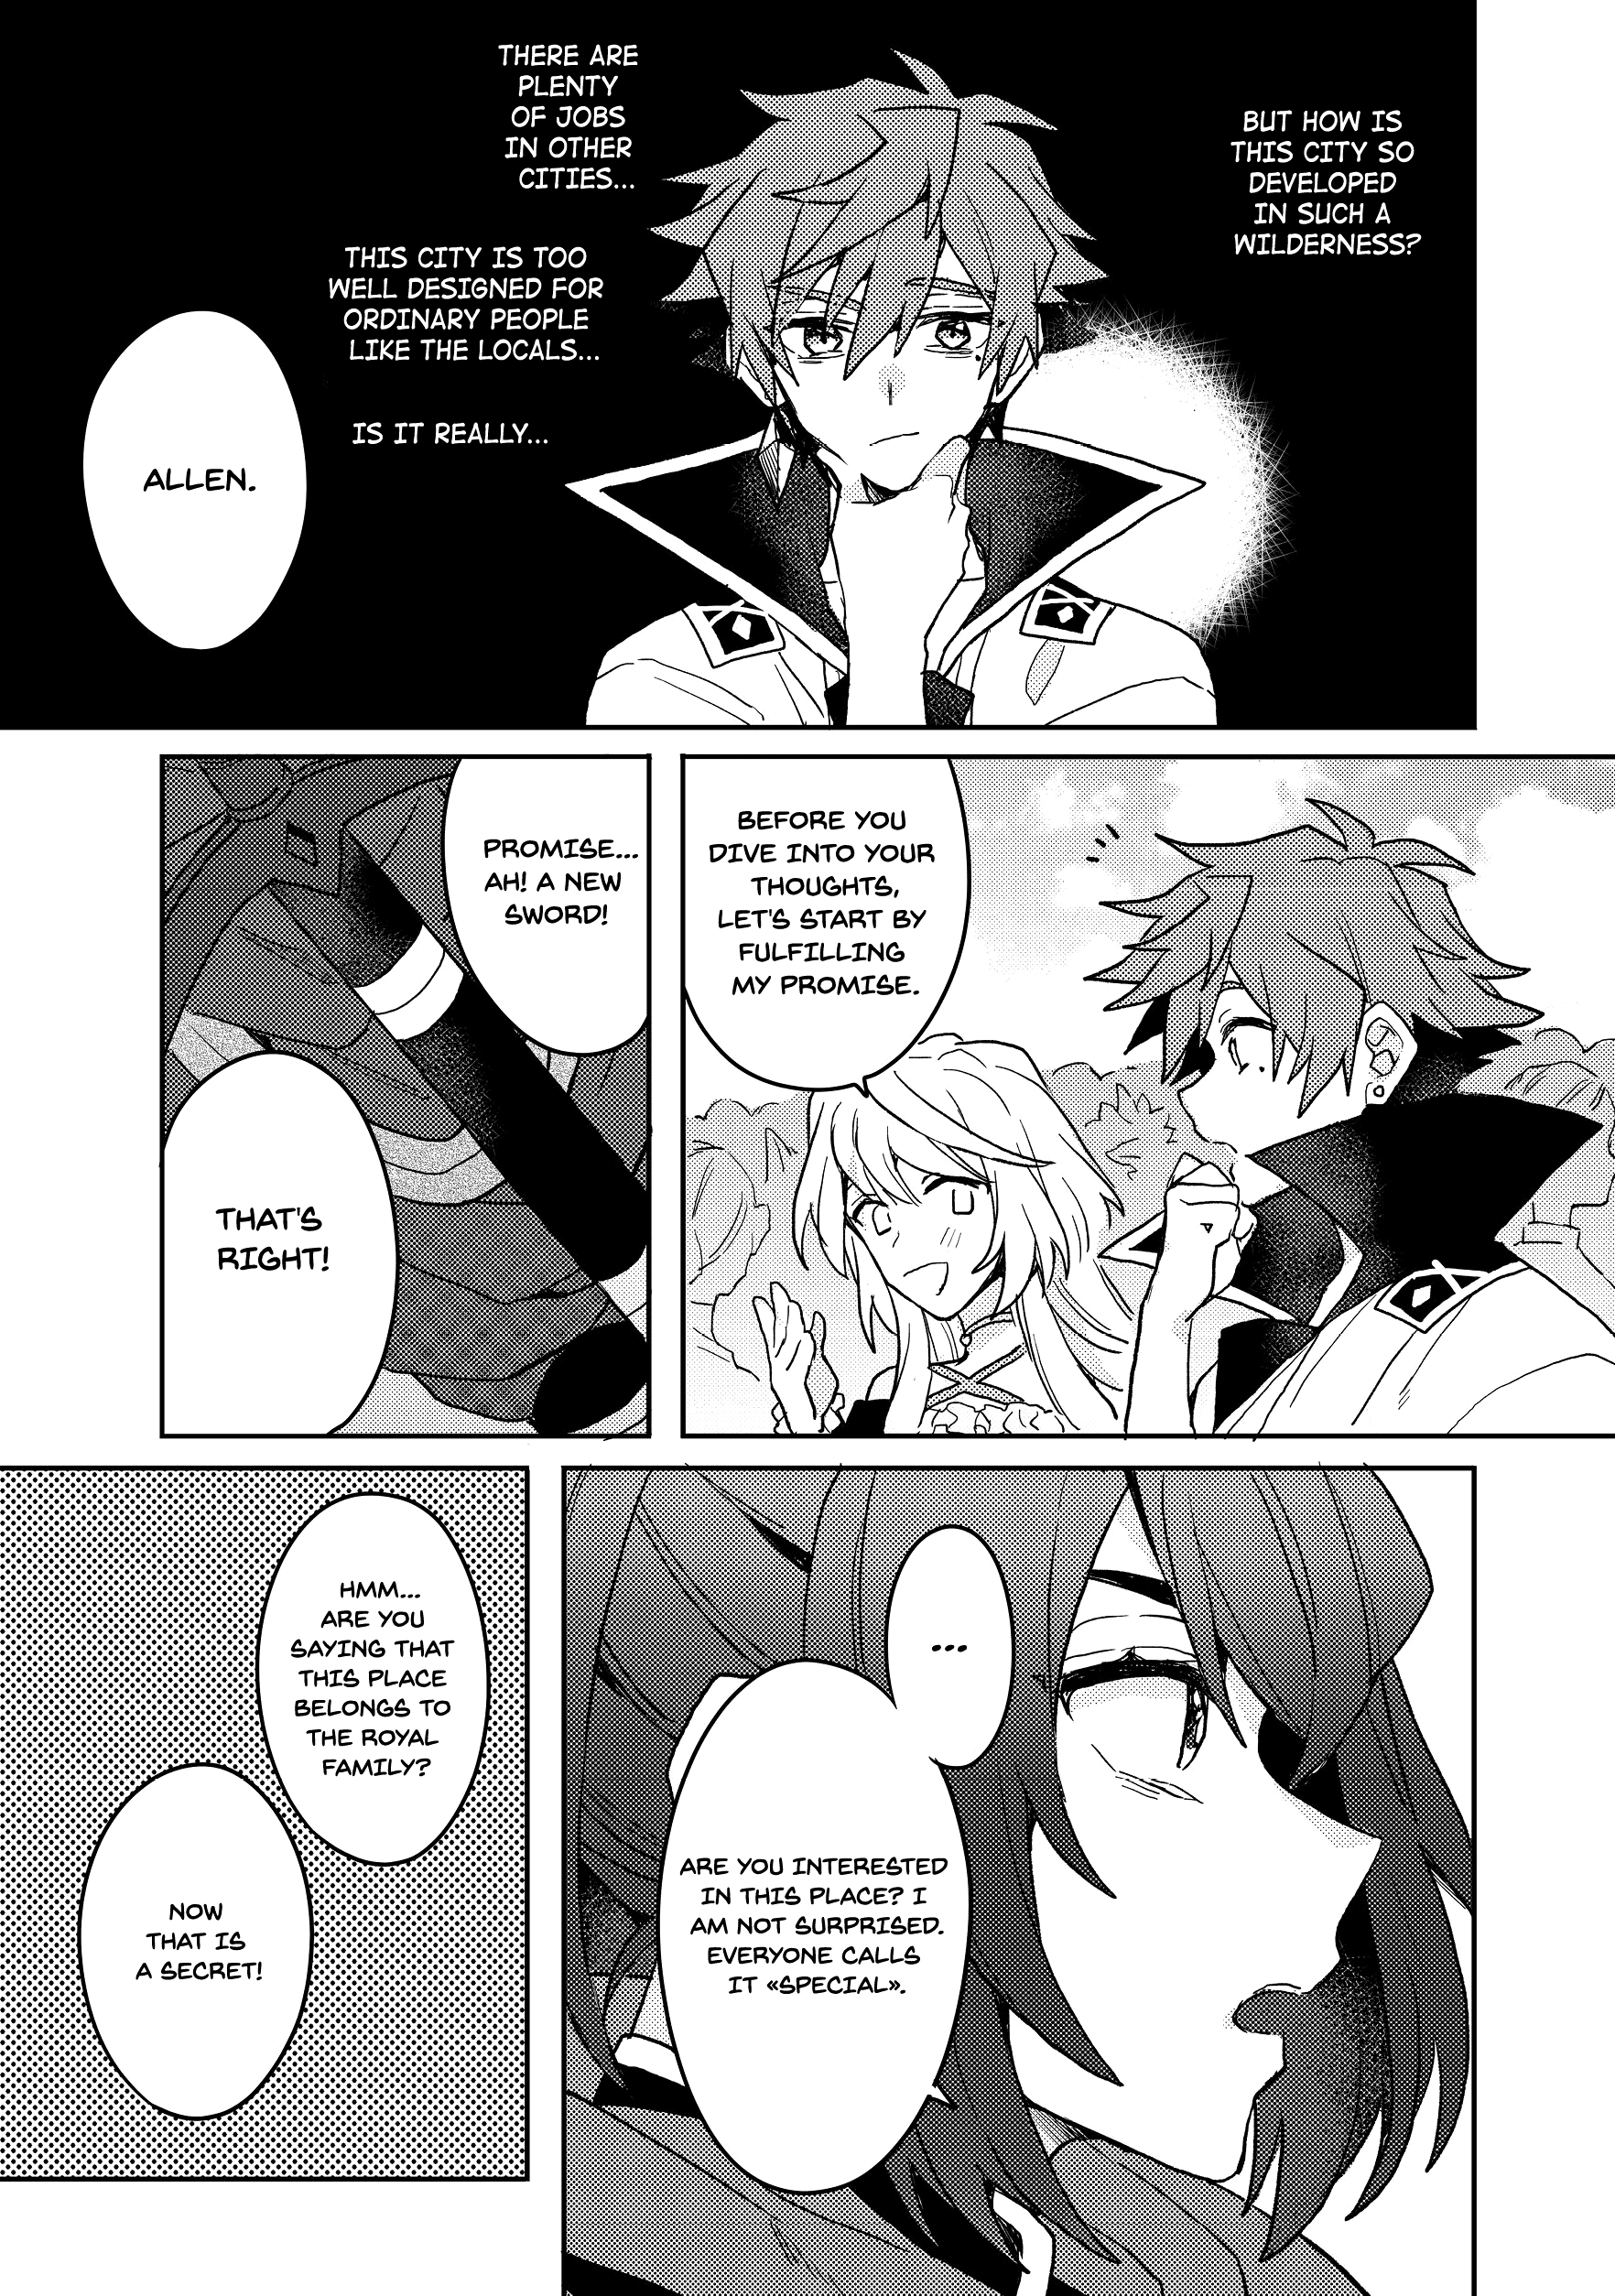 BUT HOW IS
THIS CITY SO
DEVELOPED
IN SUCH A
WILDERNESS?
THERE ARE
PLENTY
OF JOBS
IN OTHER
CITIES...
THIS CITY IS TOO
WELL DESIGNED FOR
ORDINARY PEOPLE
LIKE THE LOCALS...
IS IT REALLY...
ALLEN.
BEFORE YOU
DIVE INTO YOUR
THOUGHTS,
LET'S START BY
FULFILLING
MY PROMISE.
PROMISE...
AH! A NEW
SWORD!
THAT'S
RIGHT!
...
ARE YOU INTERESTED
IN THIS PLACE? I
AM NOT SURPRISED.
EVERYONE CALLS
IT «SPECIAL».
HMM...
ARE YOU
SAYING THAT
THIS PLACE
BELONGS TO
THE ROYAL
FAMILY?
NOW
THAT IS
A SECRET!